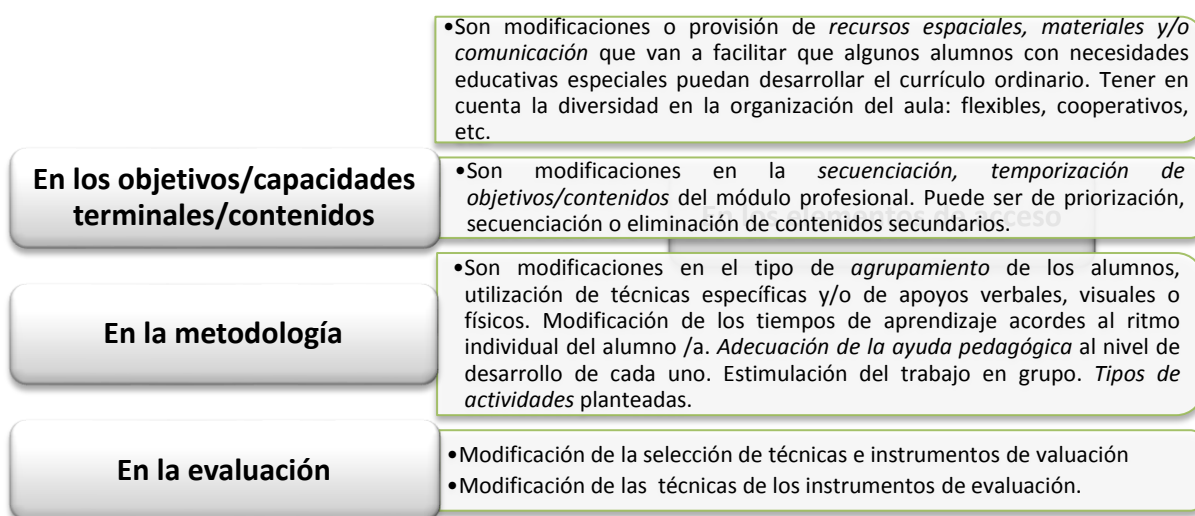 •Son modificaciones o provisión de recursos espaciales, materiales y/o
comunicación que van a facilitar que algunos alumnos con necesidades
educativas especiales puedan desarrollar el currículo ordinario. Tener en
cuenta la diversidad en la organización del aula: flexibles, cooperativos,
etc.
En los objetivos/capacidades
terminales/contenidos
•Son modificaciones en la secuenciación, temporización de
objetivos/contenidos del módulo profesional. Puede ser de priorización,
secuenciación o eliminación de contenidos secundarios.
En los elementos de acceso
En la metodología
•Son modificaciones en el tipo de agrupamiento de los alumnos,
utilización de técnicas específicas y/o de apoyos verbales, visuales o
físicos. Modificación de los tiempos de aprendizaje acordes al ritmo
individual del alumno /a. Adecuación de la ayuda pedagógica al nivel de
desarrollo de cada uno. Estimulación del trabajo en grupo. Tipos de
actividades planteadas.
En la evaluación
•Modificación de la selección de técnicas e instrumentos de valuación
•Modificación de las técnicas de los instrumentos de evaluación.